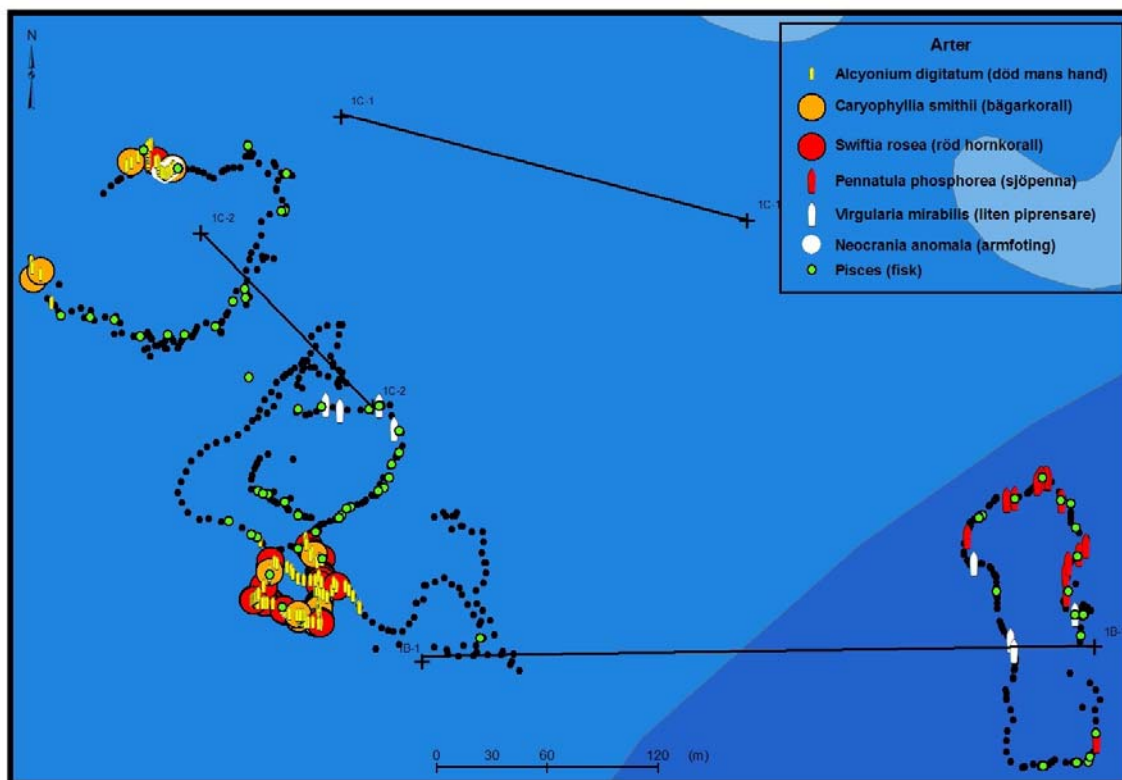 N
Arter
Alcyonium digitatum (död mans hand)
Caryophyllia smithii (bägarkorall)
Swiftia rosea (röd hornkorall)
Pennatula phosphorea (sjöpenna)
Virgularia mirabilis (liten piprensare)
Neocrania anomala (armfoting)
Pisces (fisk)
1C-1
1C-1
1C-2
1C-2
1B-1
1B-
0 30 60 120 (m)